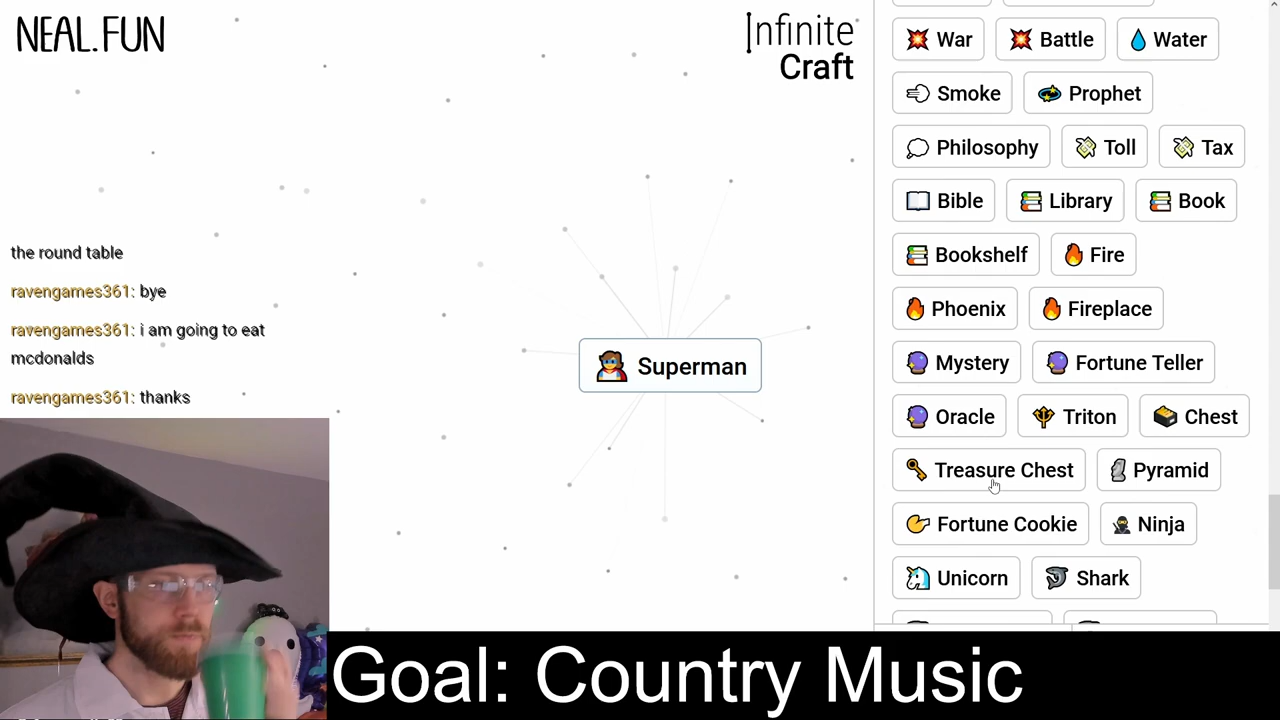 NEAL.FUN
Infinite
Craft
the round table
ravengames361: bye
ravengames361: i am going to eat
mcdonalds
ravengames361: thanks
Superman
War Battle Water
Smoke Prophet
Philosophy Toll Tax
Bible Library Book
Bookshelf Fire
Phoenix Fireplace
Mystery Fortune Teller
Oracle Triton Chest
Treasure Chest Pyramid
Fortune Cookie Ninja
Unicorn Shark
Goal: Country Music